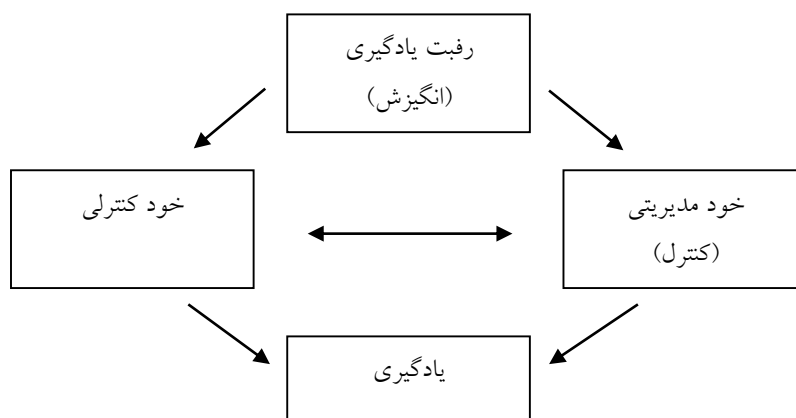 رفبت یادگیری
(انگیزش)
خود مدیریتی
(کنترل)
خود کنترلی
یادگیری